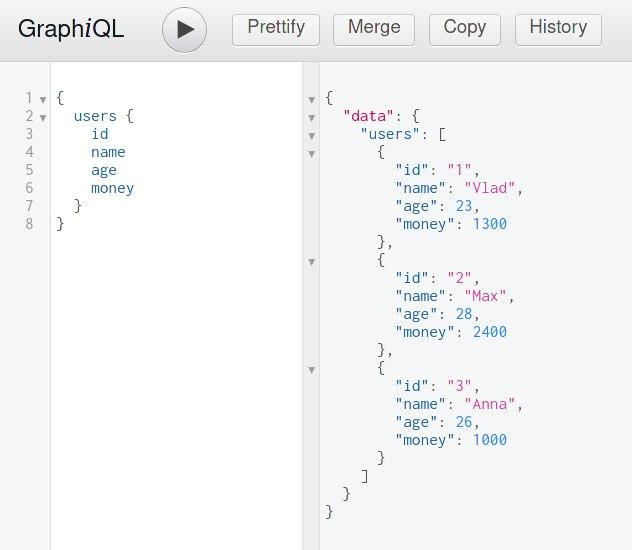 GraphiQL Prettify Merge Copy History
1 {
2   users {
3     id
4     name
5     age
6     money
7   }
8 }
{
  "data": {
    "users": [
      {
        "id": "1",
        "name": "Vlad",
        "age": 23,
        "money": 1300
      },
      {
        "id": "2",
        "name": "Max",
        "age": 28,
        "money": 2400
      },
      {
        "id": "3",
        "name": "Anna",
        "age": 26,
        "money": 1000
      }
    ]
  }
}